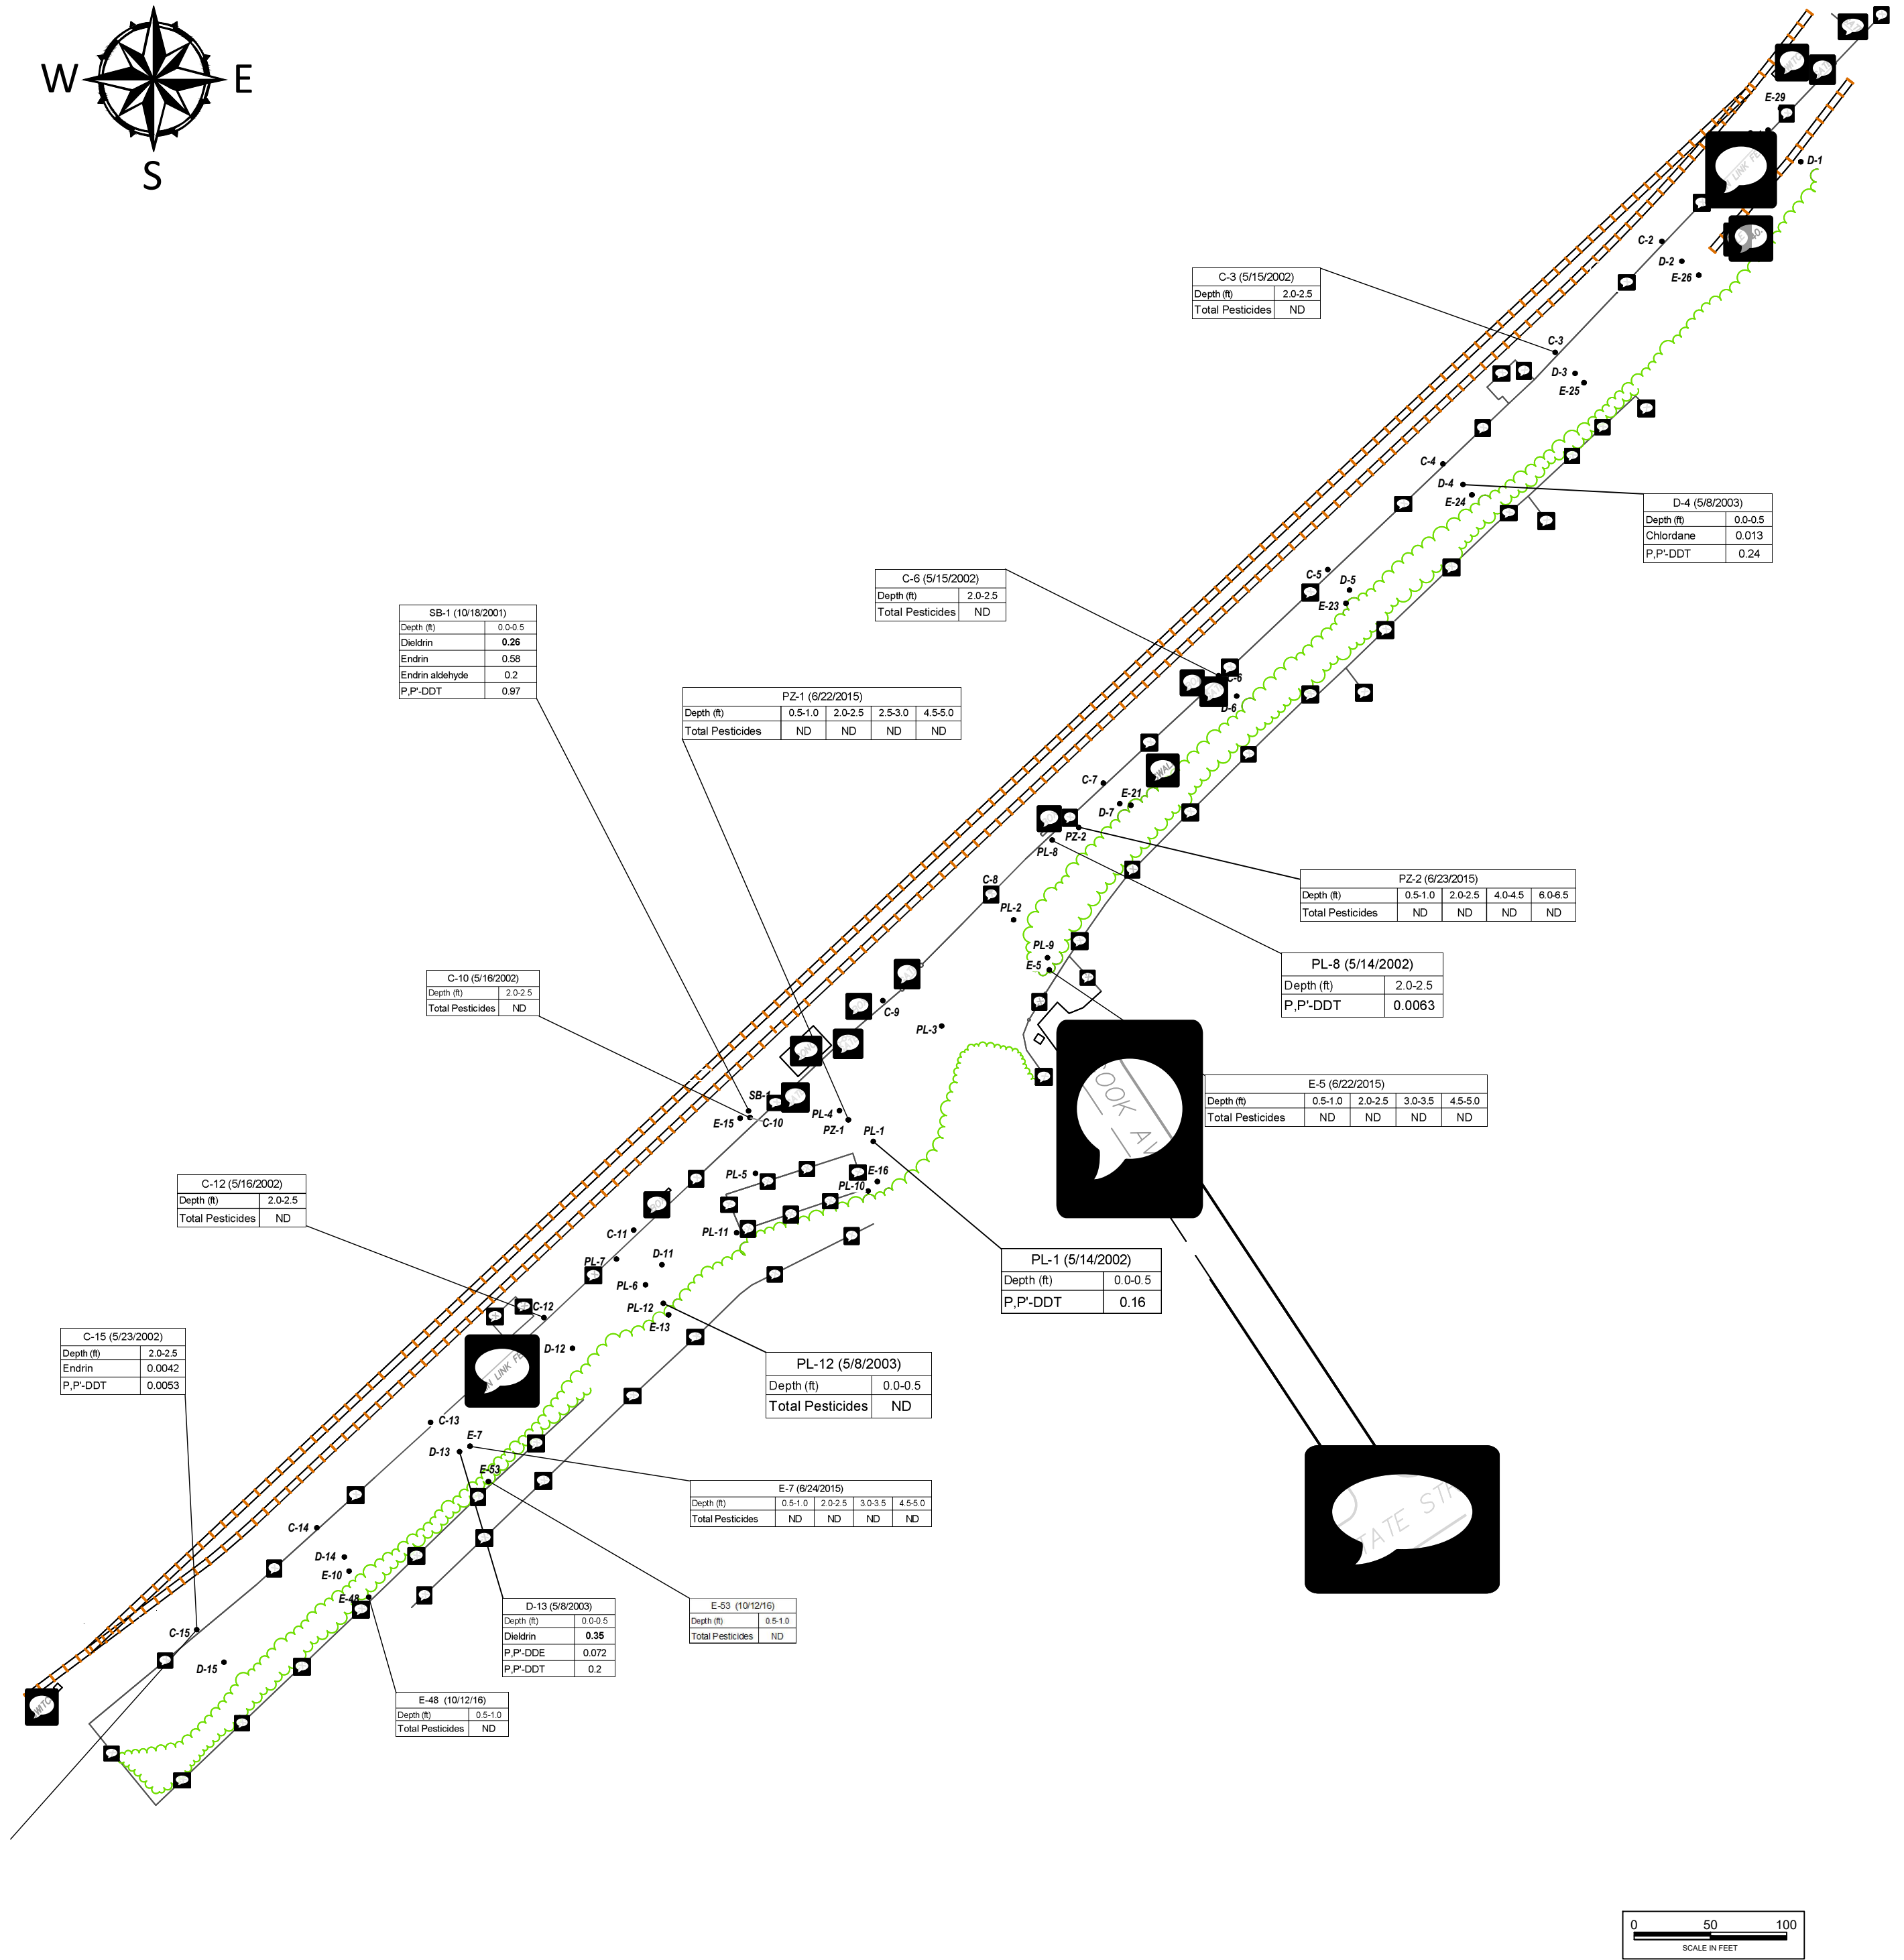 W E
S
E-29
D-1
C-2
D-2
E-26
C-3 (5/15/2002)
Depth (ft) 2.0-2.5
Total Pesticides ND
C-3
D-3
E-25
C-4
D-4
E-24
D-4 (5/8/2003)
Depth (ft) 0.0-0.5
Chlordane 0.013
P,P'-DDT 0.24
C-5
D-5
E-23
C-6 (5/15/2002)
Depth (ft) 2.0-2.5
Total Pesticides ND
SB-1 (10/18/2001)
Depth (ft) 0.0-0.5
Dieldrin 0.26
Endrin 0.58
Endrin aldehyde 0.2
P,P'-DDT 0.97
C-6
D-6
PZ-1 (6/22/2015)
Depth (ft) 0.5-1.0 2.0-2.5 2.5-3.0 4.5-5.0
Total Pesticides ND ND ND ND
WAL
C-7
E-21
D-7
PZ-2
PL-8
PZ-2 (6/23/2015)
Depth (ft) 0.5-1.0 2.0-2.5 4.0-4.5 6.0-6.5
Total Pesticides ND ND ND ND
C-8
PL-2
PL-9
E-5
PL-8 (5/14/2002)
Depth (ft) 2.0-2.5
P,P'-DDT 0.0063
C-10 (5/16/2002)
Depth (ft) 2.0-2.5
Total Pesticides ND
C-9
PL-3
OOK AV
E-5 (6/22/2015)
Depth (ft) 0.5-1.0 2.0-2.5 3.0-3.5 4.5-5.0
Total Pesticides ND ND ND ND
SB-1
E-15
C-10
PL-4
PZ-1
PL-1
PL-5
E-16
PL-10
C-12 (5/16/2002)
Depth (ft) 2.0-2.5
Total Pesticides ND
C-11
PL-11
PL-7
D-11
PL-6
PL-1 (5/14/2002)
Depth (ft) 0.0-0.5
P,P'-DDT 0.16
C-12
PL-12
E-13
D-12
N LINK FE
C-15 (5/23/2002)
Depth (ft) 2.0-2.5
Endrin 0.0042
P,P'-DDT 0.0053
PL-12 (5/8/2003)
Depth (ft) 0.0-0.5
Total Pesticides ND
C-13
E-7
D-13
E-53
TATE STR
E-7 (6/24/2015)
Depth (ft) 0.5-1.0 2.0-2.5 3.0-3.5 4.5-5.0
Total Pesticides ND ND ND ND
C-14
D-14
E-10
E-48
D-13 (5/8/2003)
Depth (ft) 0.0-0.5
Dieldrin 0.35
P,P'-DDE 0.072
P,P'-DDT 0.2
E-53 (10/12/16)
Depth (ft) 0.5-1.0
Total Pesticides ND
C-15
D-15
E-48 (10/12/16)
Depth (ft) 0.5-1.0
Total Pesticides ND
0 50 100
SCALE IN FEET